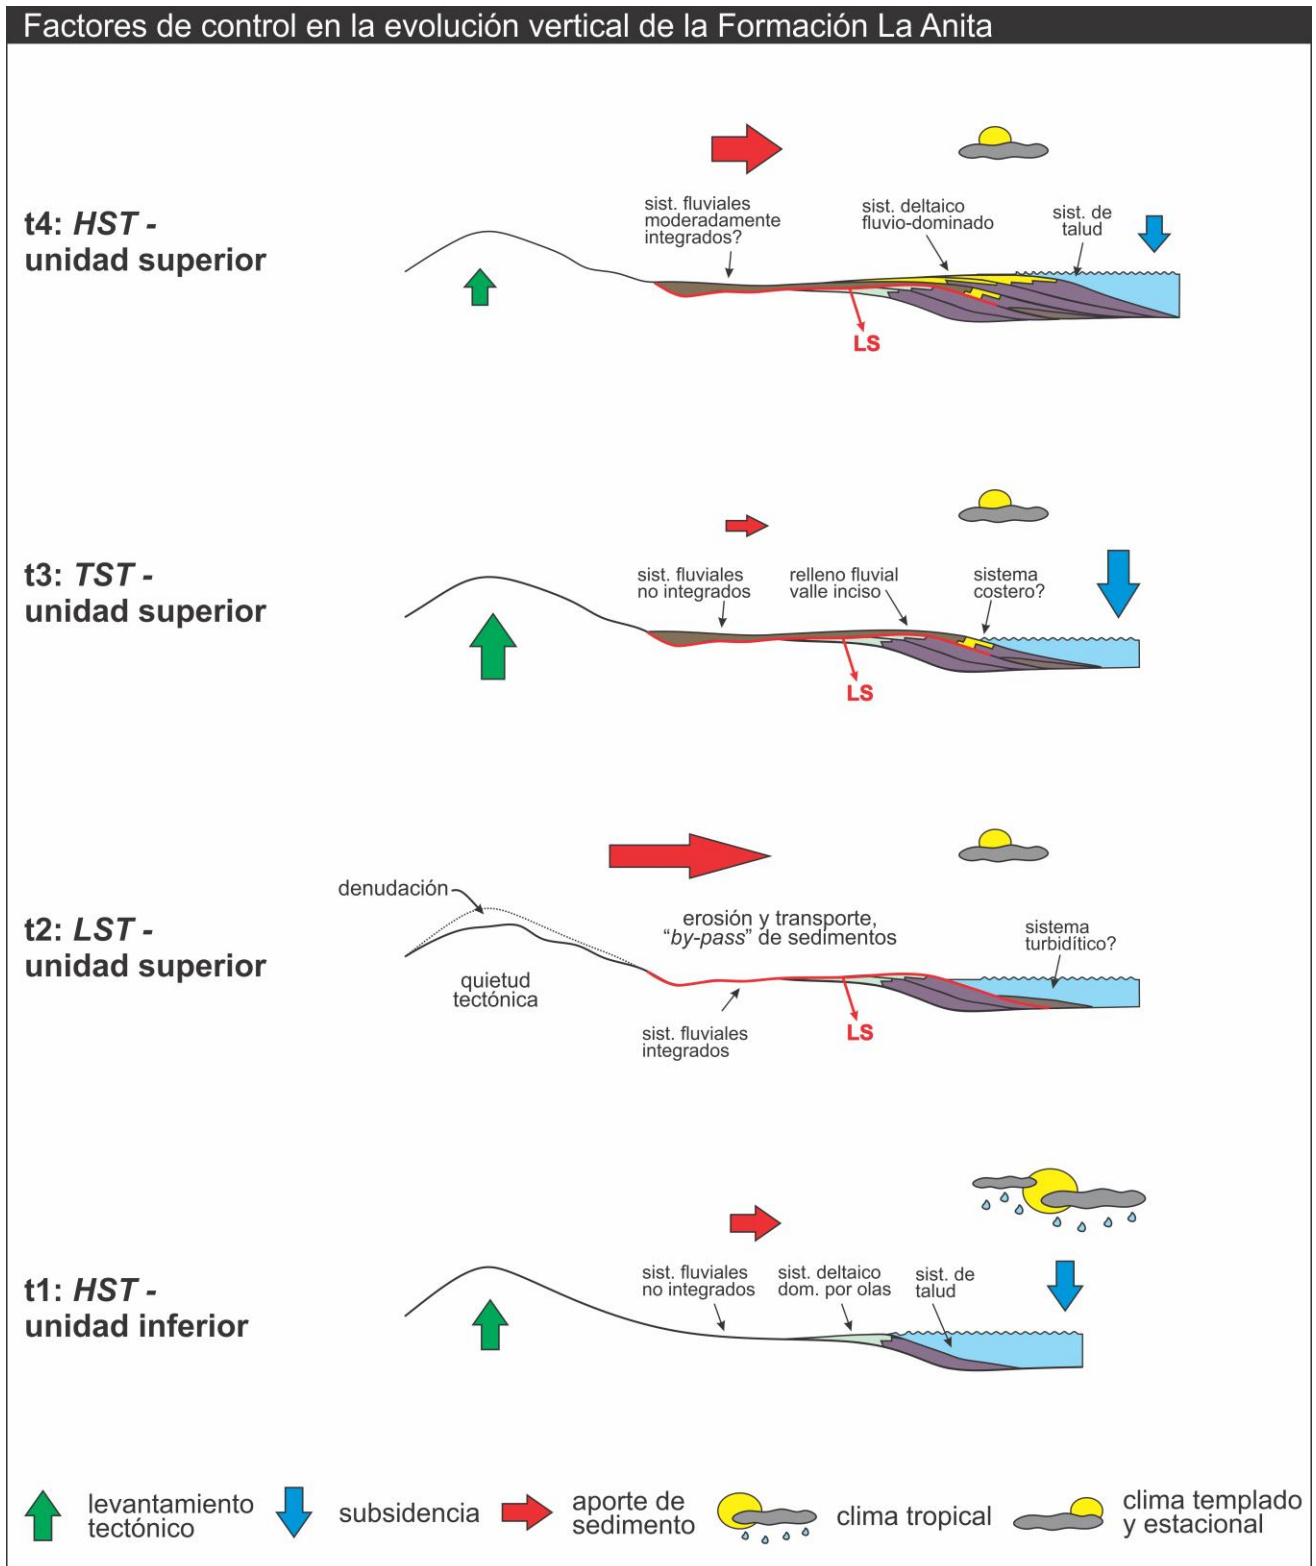 Factores de control en la evolución vertical de la Formación La Anita
t4: HST -
unidad superior
sist. fluviales
moderadamente
integrados?
sist. deltaico
fluvio-dominado
sist. de
talud
LS
t3: TST -
unidad superior
sist. fluviales
no integrados
relleno fluvial
valle inciso
sistema
costero?
LS
t2: LST -
unidad superior
denudación
quietud
tectónica
erosión y transporte,
“by-pass” de sedimentos
sist. fluviales
integrados
sistema
turbidítico?
LS
t1: HST -
unidad inferior
sist. fluviales
no integrados
sist. deltaico
dom. por olas
sist. de
talud
levantamiento
tectónico
subsidencia
aporte de
sedimento
clima tropical
clima templado
y estacional